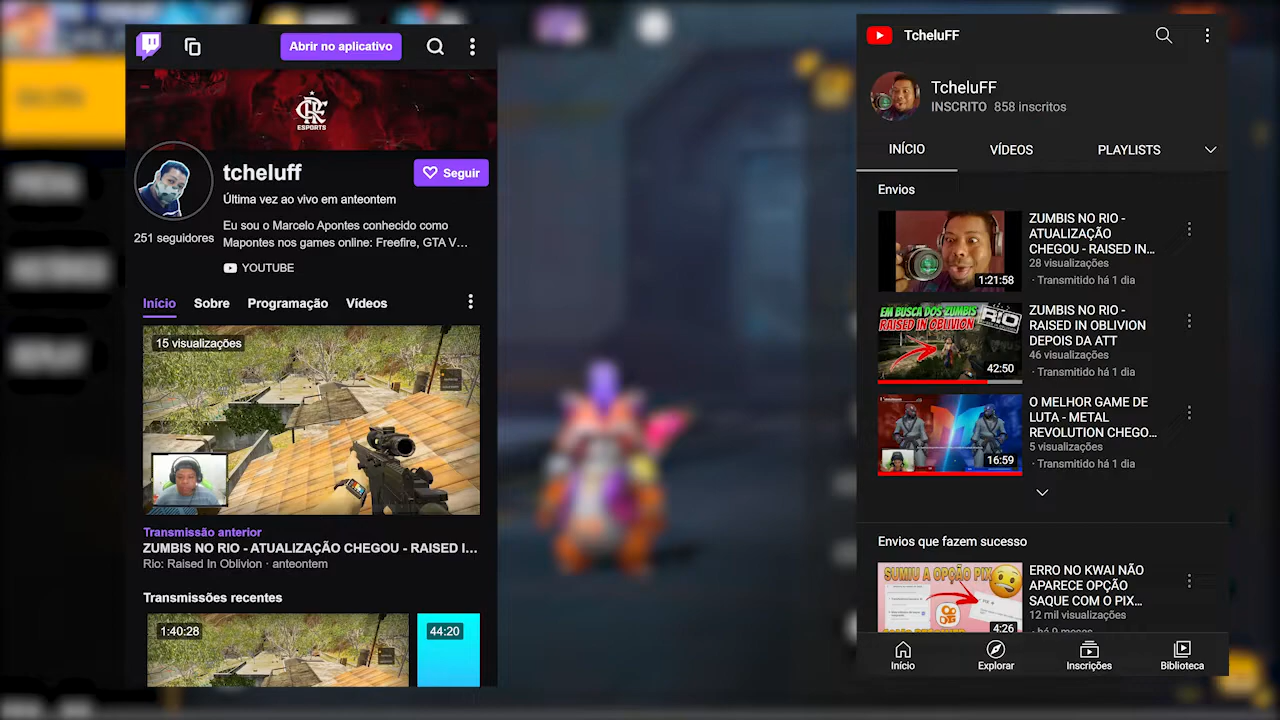 Abrir no aplicativo
CRF
ESPORTS
tcheluff
Seguir
Última vez ao vivo em anteontem
Eu sou o Marcelo Apontes conhecido como
Mapontes nos games online: Freefire, GTA V…
251 seguidores
YOUTUBE
Início
Sobre
Programação
Vídeos
15 visualizações
Transmissão anterior
ZUMBIS NO RIO - ATUALIZAÇÃO CHEGOU - RAISED I…
Rio: Raised In Oblivion · anteontem
Transmissões recentes
1:40:28
44:20
TcheluFF
TcheluFF
INSCRITO 858 inscritos
INÍCIO
VÍDEOS
PLAYLISTS
Envios
1:21:58
ZUMBIS NO RIO -
ATUALIZAÇÃO
CHEGOU - RAISED IN…
28 visualizações
· Transmitido há 1 dia
EM BUSCA DOS ZUMBIS
RAISED IN OBLIVION
RIO
42:50
ZUMBIS NO RIO -
RAISED IN OBLIVION
DEPOIS DA ATT
46 visualizações
· Transmitido há 1 dia
16:59
O MELHOR GAME DE
LUTA - METAL
REVOLUTION CHEGO…
5 visualizações
· Transmitido há 1 dia
Envios que fazem sucesso
SUMIU A OPÇÃO PIX
4:26
ERRO NO KWAI NÃO
APARECE OPÇÃO
SAQUE COM O PIX…
12 mil visualizações
· há 9 meses
Início
Explorar
Inscrições
Biblioteca